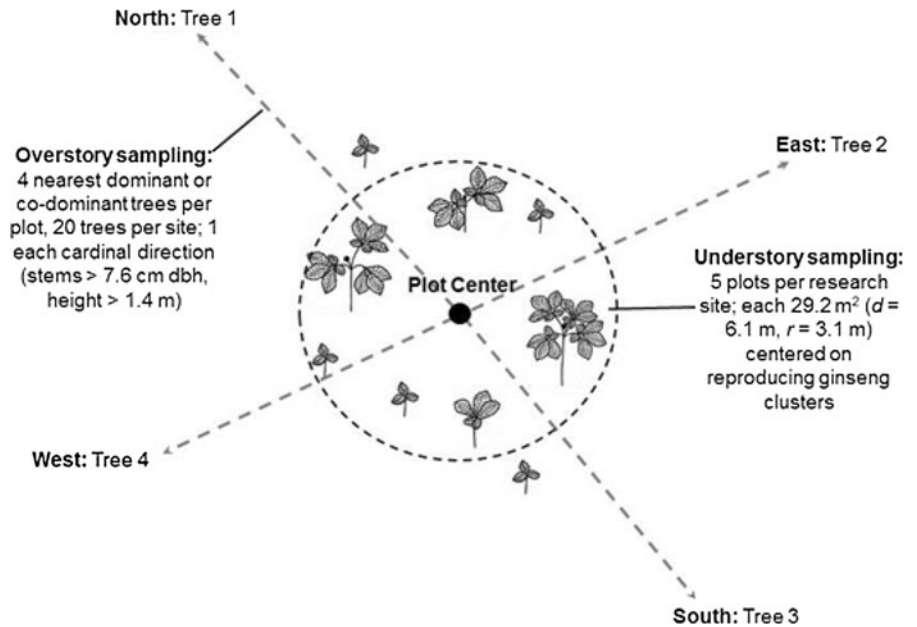 North: Tree 1
Overstory sampling:
4 nearest dominant or
co-dominant trees per
plot, 20 trees per site; 1
each cardinal direction
(stems > 7.6 cm dbh,
height > 1.4 m)
East: Tree 2
Plot Center
Understory sampling:
5 plots per research
site; each 29.2 m² (d =
6.1 m, r = 3.1 m)
centered on
reproducing ginseng
clusters
West: Tree 4
South: Tree 3